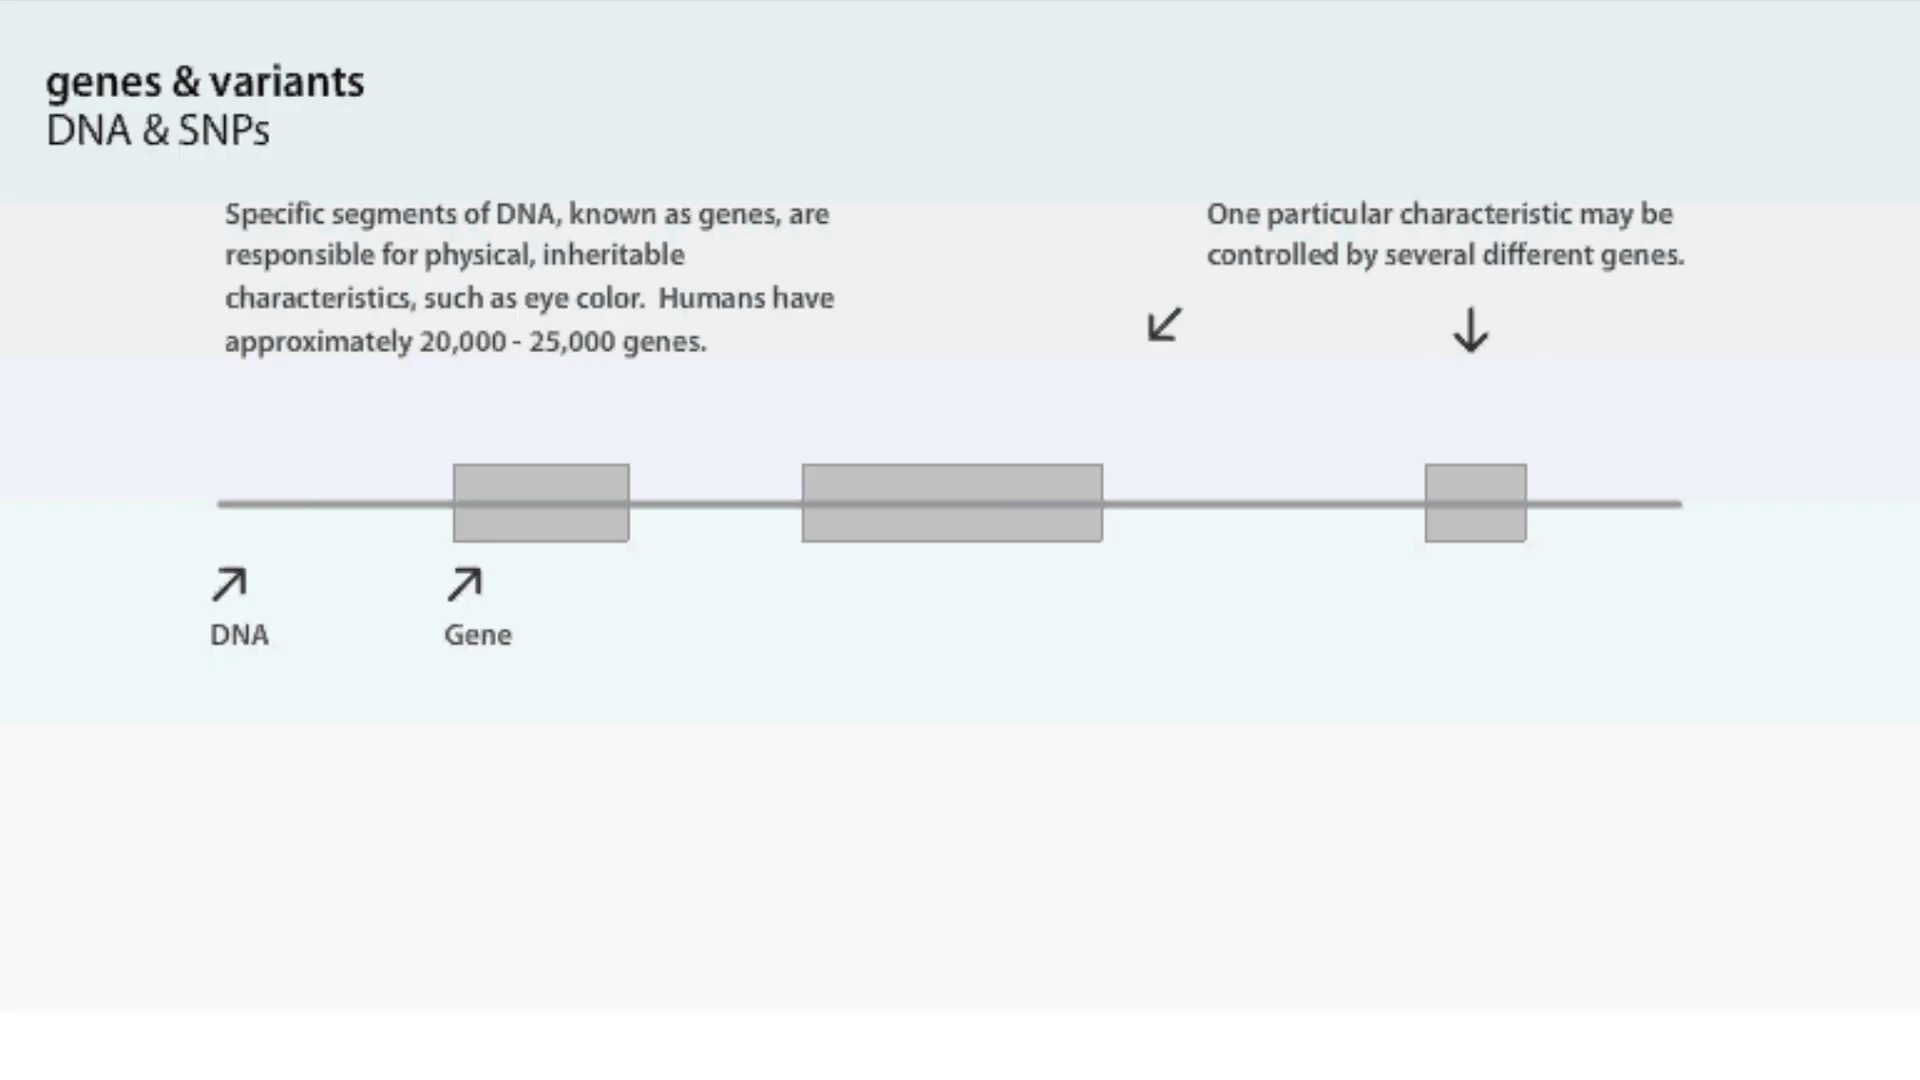 genes & variants
DNA & SNPs
Specific segments of DNA, known as genes, are
responsible for physical, inheritable
characteristics, such as eye color.  Humans have
approximately 20,000 - 25,000 genes.
One particular characteristic may be
controlled by several different genes.
DNA
Gene